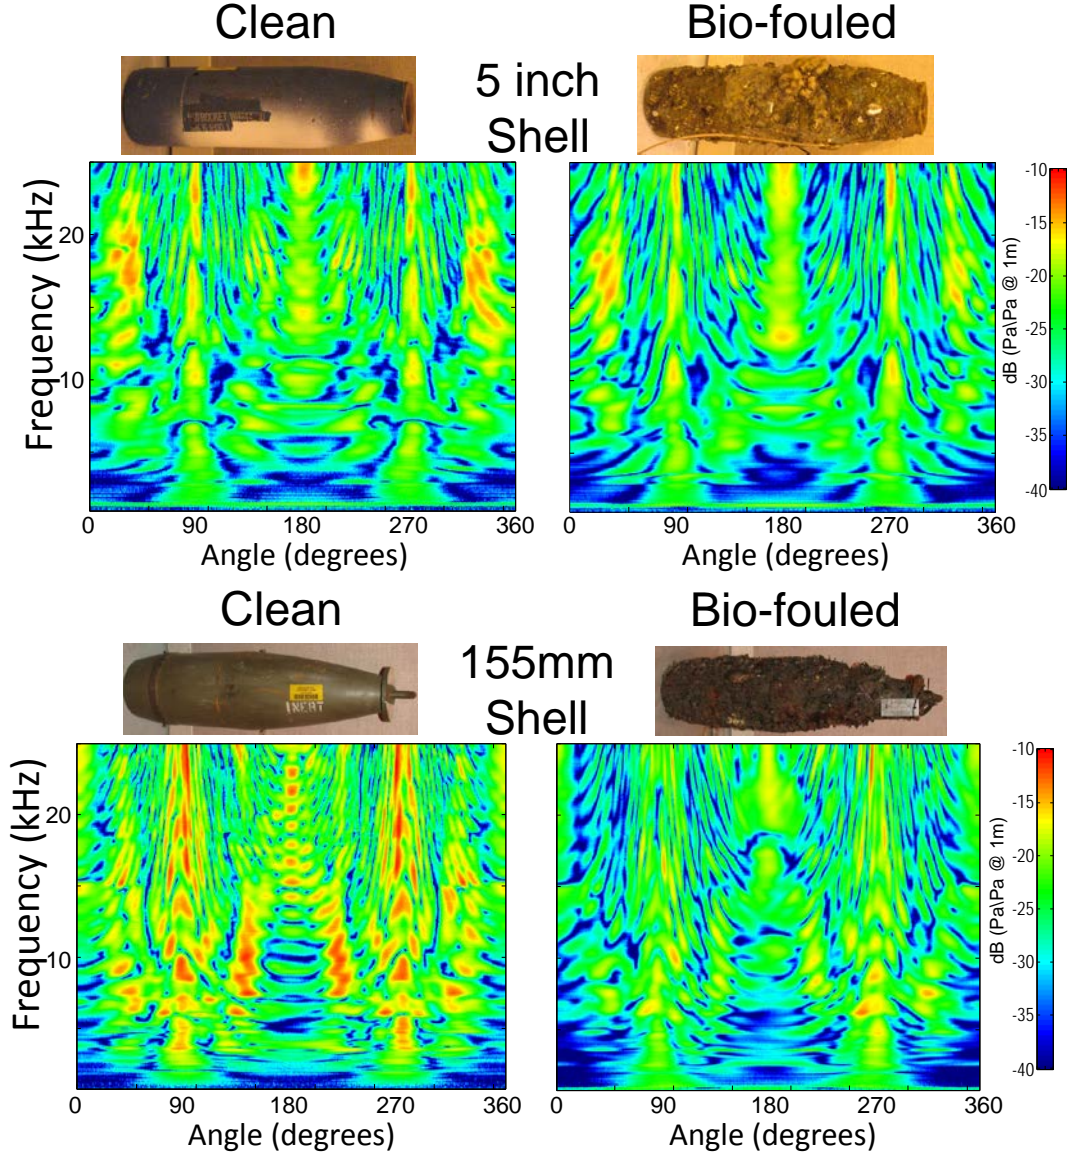 Clean
Bio-fouled
5 inch
Shell
Frequency (kHz)
20
10
0
90
180
270
360
Angle (degrees)
0
90
180
270
360
Angle (degrees)
-10
-15
-20
-25
-30
-35
-40
dB (Pa\Pa @ 1m)
Clean
Bio-fouled
155mm
Shell
INERT
Frequency (kHz)
20
10
0
90
180
270
360
Angle (degrees)
0
90
180
270
360
Angle (degrees)
-10
-15
-20
-25
-30
-35
-40
dB (Pa\Pa @ 1m)